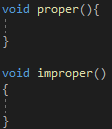 void proper(){
}
void improper()
{
}